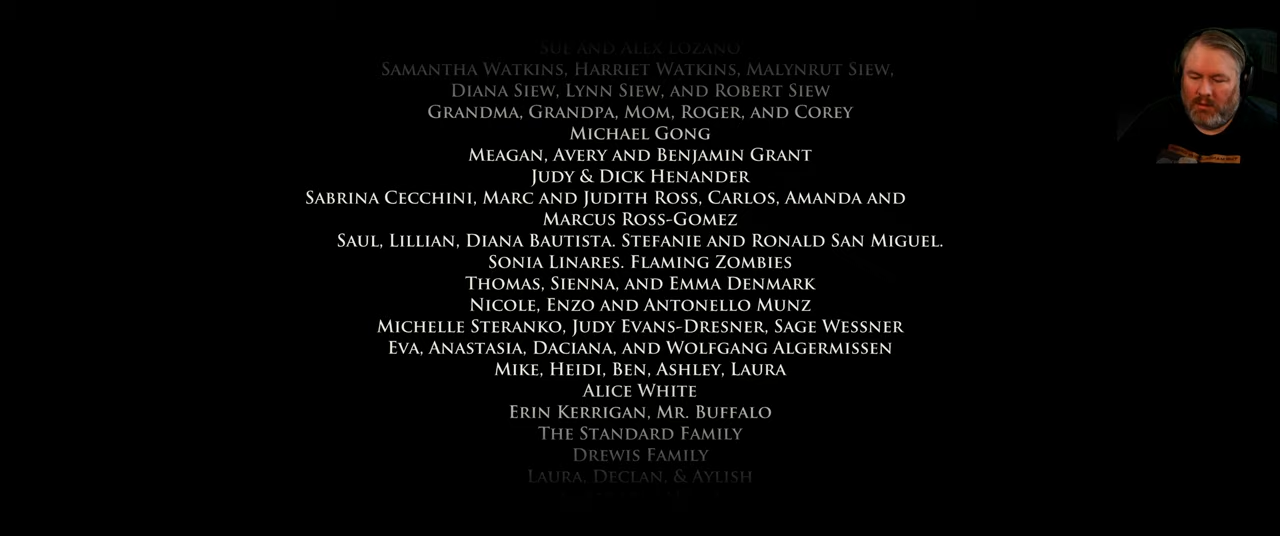 Sue and Alex Lozano
Samantha Watkins, Harriet Watkins, Malynrut Siew,
Diana Siew, Lynn Siew, and Robert Siew
Grandma, Grandpa, Mom, Roger, and Corey
Michael Gong
Meagan, Avery and Benjamin Grant
Judy & Dick Henander
Sabrina Cecchini, Marc and Judith Ross, Carlos, Amanda and
Marcus Ross-Gomez
Saul, Lillian, Diana Bautista. Stefanie and Ronald San Miguel.
Sonia Linares. Flaming Zombies
Thomas, Sienna, and Emma Denmark
Nicole, Enzo and Antonello Munz
Michelle Steranko, Judy Evans-Dresner, Sage Wessner
Eva, Anastasia, Daciana, and Wolfgang Algermissen
Mike, Heidi, Ben, Ashley, Laura
Alice White
Erin Kerrigan, Mr. Buffalo
The Standard Family
Drewis Family
Laura, Declan, & Aylish